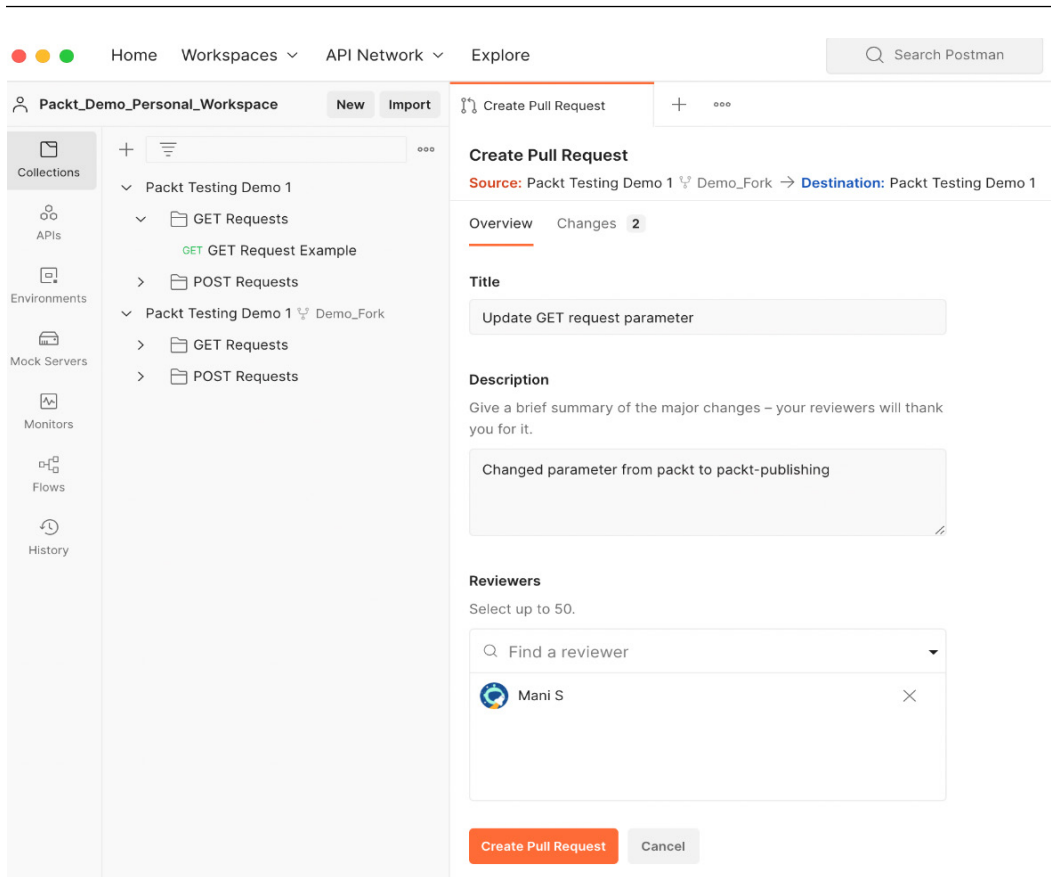 Home Workspaces API Network Explore
Search Postman
Packt_Demo_Personal_Workspace New Import
Collections
APIs
Environments
Mock Servers
Monitors
Flows
History
Packt Testing Demo 1
GET Requests
GET GET Request Example
POST Requests
Packt Testing Demo 1 Demo_Fork
GET Requests
POST Requests
Create Pull Request
Create Pull Request
Source: Packt Testing Demo 1 Demo_Fork → Destination: Packt Testing Demo 1
Overview Changes 2
Title
Update GET request parameter
Description
Give a brief summary of the major changes – your reviewers will thank
you for it.
Changed parameter from packt to packt-publishing
Reviewers
Select up to 50.
Find a reviewer
Mani S
Create Pull Request Cancel